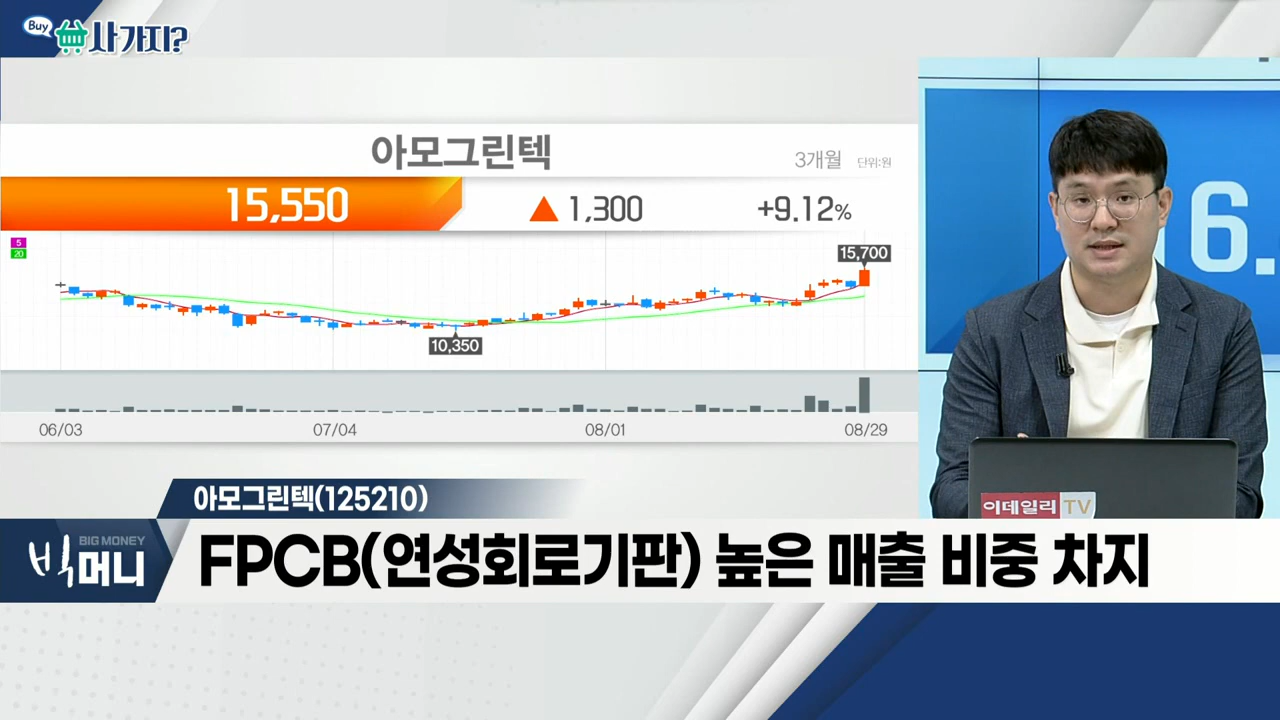 Buy 사 가지?
아모그린텍
3개월 단위:원
15,550 ▲ 1,300 +9.12%
5
20
15,700
10,350
06/03 07/04 08/01 08/29
16.
이데일리 TV
아모그린텍(125210)
BIG MONEY
빅머니
FPCB(연성회로기판) 높은 매출 비중 차지